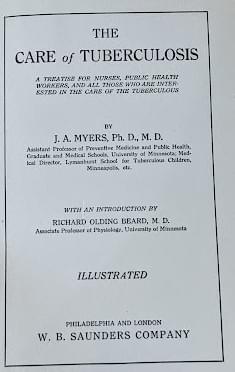 THE
CARE of TUBERCULOSIS
A TREATISE FOR NURSES, PUBLIC HEALTH
WORKERS, AND ALL THOSE WHO ARE INTER-
ESTED IN THE CARE OF THE TUBERCULOUS
BY
J. A. MYERS, Ph. D., M. D.
Assistant Professor of Preventive Medicine and Public Health,
Graduate and Medical Schools, University of Minnesota; Med-
ical Director, Lymanhurst School for Tuberculous Children,
Minneapolis, etc.
WITH AN INTRODUCTION BY
RICHARD OLDING BEARD, M. D.
Associate Professor of Physiology, University of Minnesota
ILLUSTRATED
PHILADELPHIA AND LONDON
W. B. SAUNDERS COMPANY